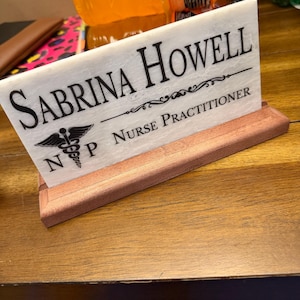 SABRINA HOWELL
NURSE PRACTITIONER
N P